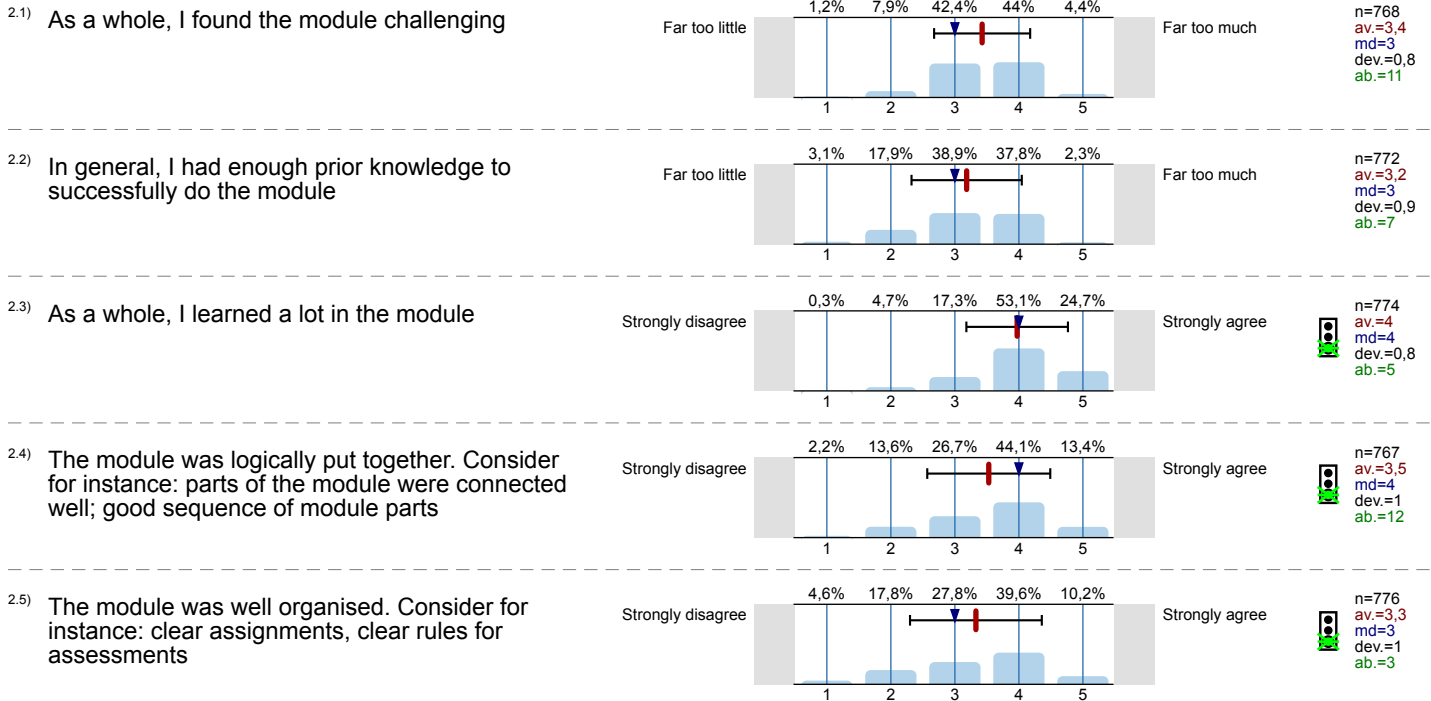 2.1) As a whole, I found the module challenging
Far too little
1,2% 7,9% 42,4% 44% 4,4%
1 2 3 4 5
Far too much
n=768
av.=3,4
md=3
dev.=0,8
ab.=11
2.2) In general, I had enough prior knowledge to
successfully do the module
Far too little
3,1% 17,9% 38,9% 37,8% 2,3%
1 2 3 4 5
Far too much
n=772
av.=3,2
md=3
dev.=0,9
ab.=7
2.3) As a whole, I learned a lot in the module
Strongly disagree
0,3% 4,7% 17,3% 53,1% 24,7%
1 2 3 4 5
Strongly agree
n=774
av.=4
md=4
dev.=0,8
ab.=5
2.4) The module was logically put together. Consider
for instance: parts of the module were connected
well; good sequence of module parts
Strongly disagree
2,2% 13,6% 26,7% 44,1% 13,4%
1 2 3 4 5
Strongly agree
n=767
av.=3,5
md=4
dev.=1
ab.=12
2.5) The module was well organised. Consider for
instance: clear assignments, clear rules for
assessments
Strongly disagree
4,6% 17,8% 27,8% 39,6% 10,2%
1 2 3 4 5
Strongly agree
n=776
av.=3,3
md=3
dev.=1
ab.=3